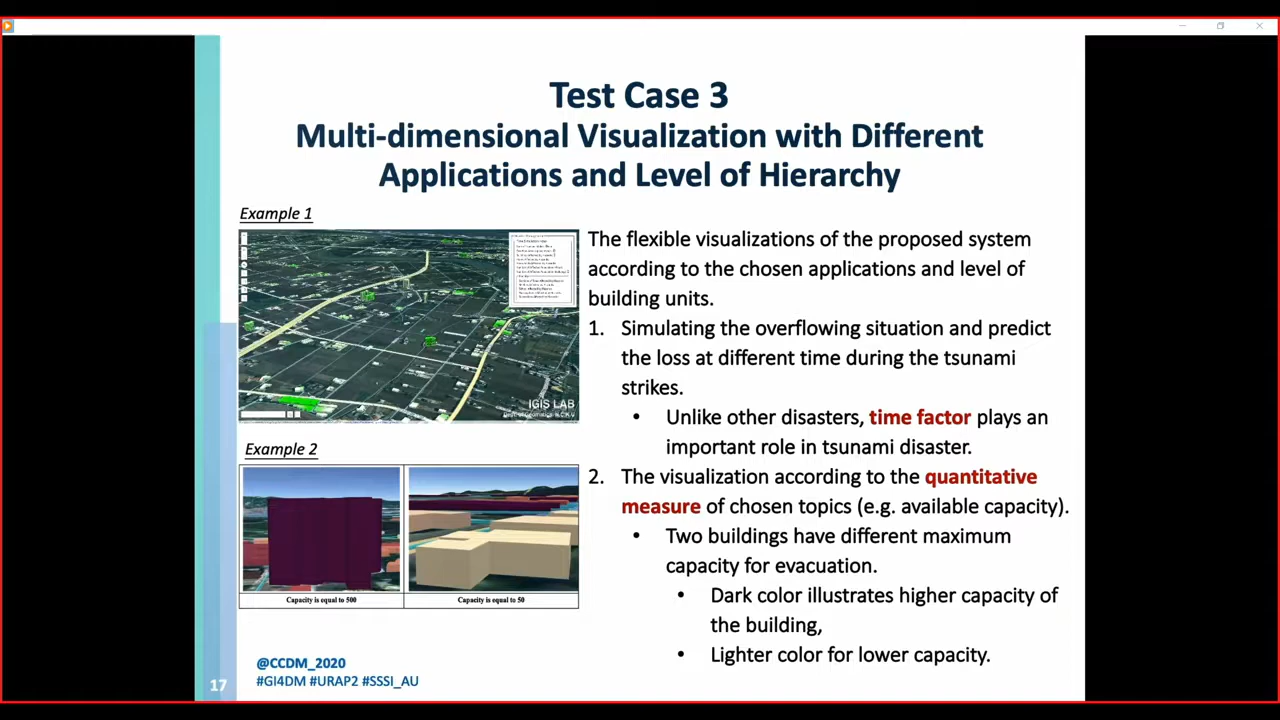 Test Case 3
Multi-dimensional Visualization with Different
Applications and Level of Hierarchy
Example 1
IGIS LAB
Example 2
Capacity is equal to 500
Capacity is equal to 50
The flexible visualizations of the proposed system
according to the chosen applications and level of
building units.
1. Simulating the overflowing situation and predict
the loss at different time during the tsunami
strikes.
• Unlike other disasters, time factor plays an
important role in tsunami disaster.
2. The visualization according to the quantitative
measure of chosen topics (e.g. available capacity).
• Two buildings have different maximum
capacity for evacuation.
• Dark color illustrates higher capacity of
the building,
• Lighter color for lower capacity.
@CCDM_2020
#GI4DM #URAP2 #SSSI_AU
17